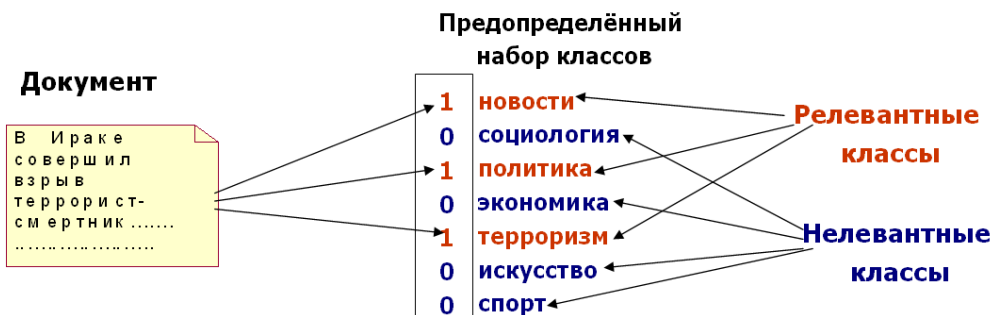 Предопределённый
набор классов
Документ
В Ираке
совершил
взрыв
террорист-
смертник.......
......................
1 новости
0 социология
1 политика
0 экономика
1 терроризм
0 искусство
0 спорт
Релевантные
классы
Нелевантные
классы